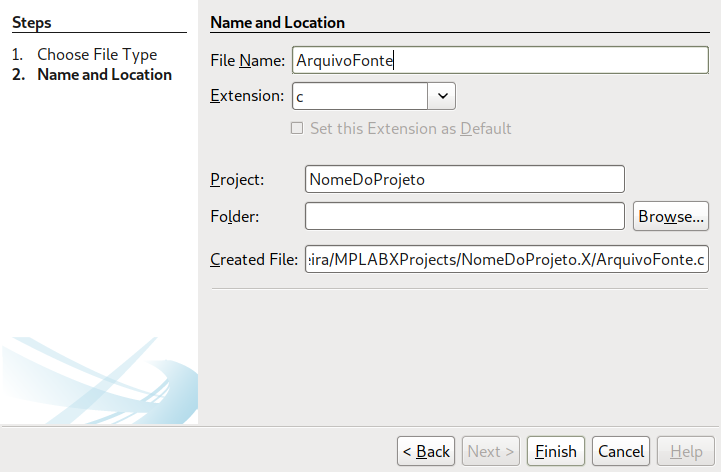 Steps
1. Choose File Type
2. Name and Location
Name and Location
File Name: ArquivoFonte
Extension: c
Set this Extension as Default
Project: NomeDoProjeto
Folder: Browse...
Created File: eira/MPLABXProjects/NomeDoProjeto.X/ArquivoFonte.c
< Back Next > Finish Cancel Help